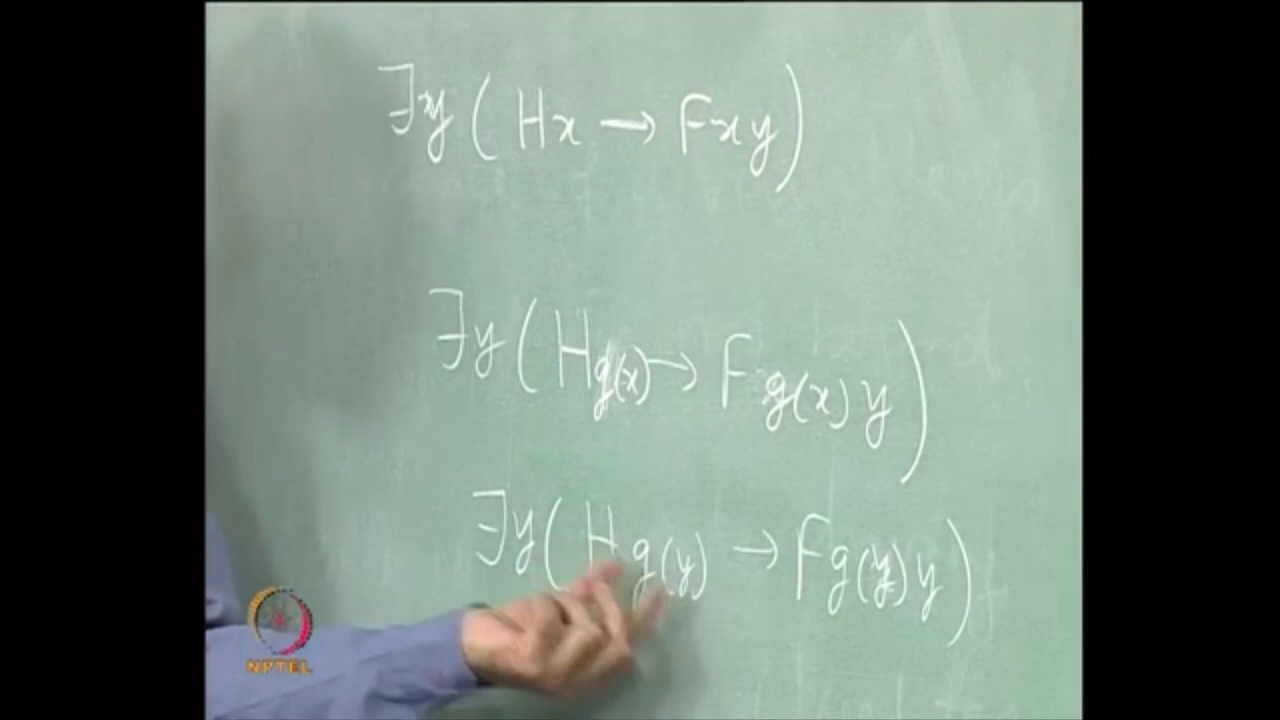 ∃y(Hx → Fxy)
∃y(Hg(x) → Fg(x)y)
∃y(Hg(y) → Fg(y)y)
NPTEL